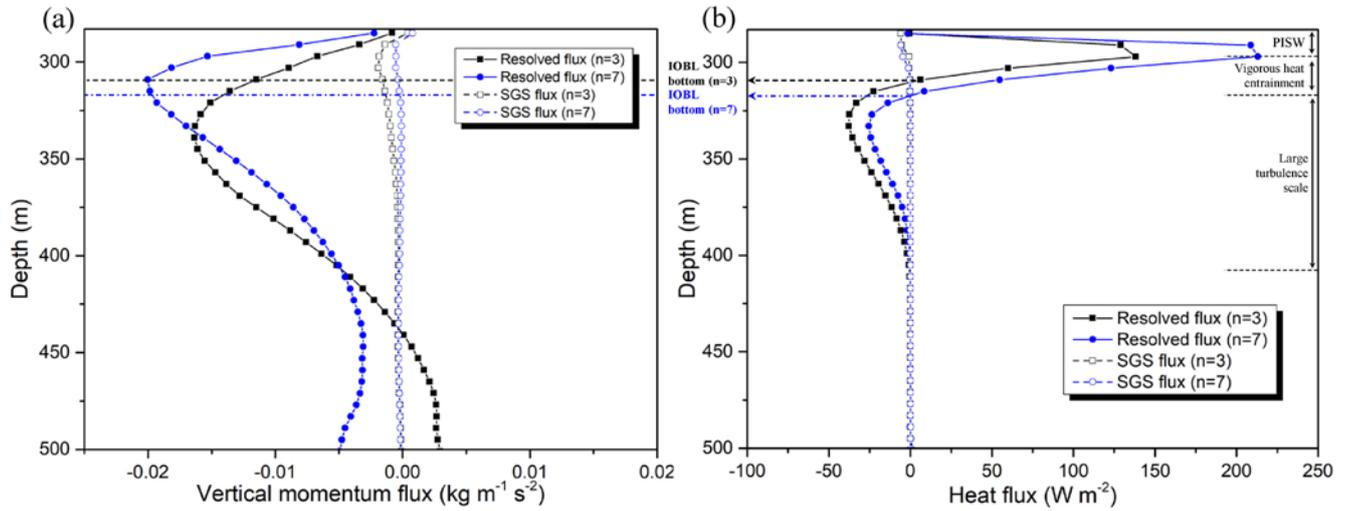 (a)
Resolved flux (n=3)
Resolved flux (n=7)
SGS flux (n=3)
SGS flux (n=7)
300
350
400
450
500
Depth (m)
-0.02
-0.01
0.00
0.01
0.02
Vertical momentum flux (kg m⁻¹ s⁻²)
IOBL
bottom (n=3)
IOBL
bottom (n=7)
(b)
PISW
Vigorous heat
entrainment
Large
turbulence
scale
300
350
400
450
500
Depth (m)
Resolved flux (n=3)
Resolved flux (n=7)
SGS flux (n=3)
SGS flux (n=7)
-100
-50
0
50
100
150
200
250
Heat flux (W m⁻²)